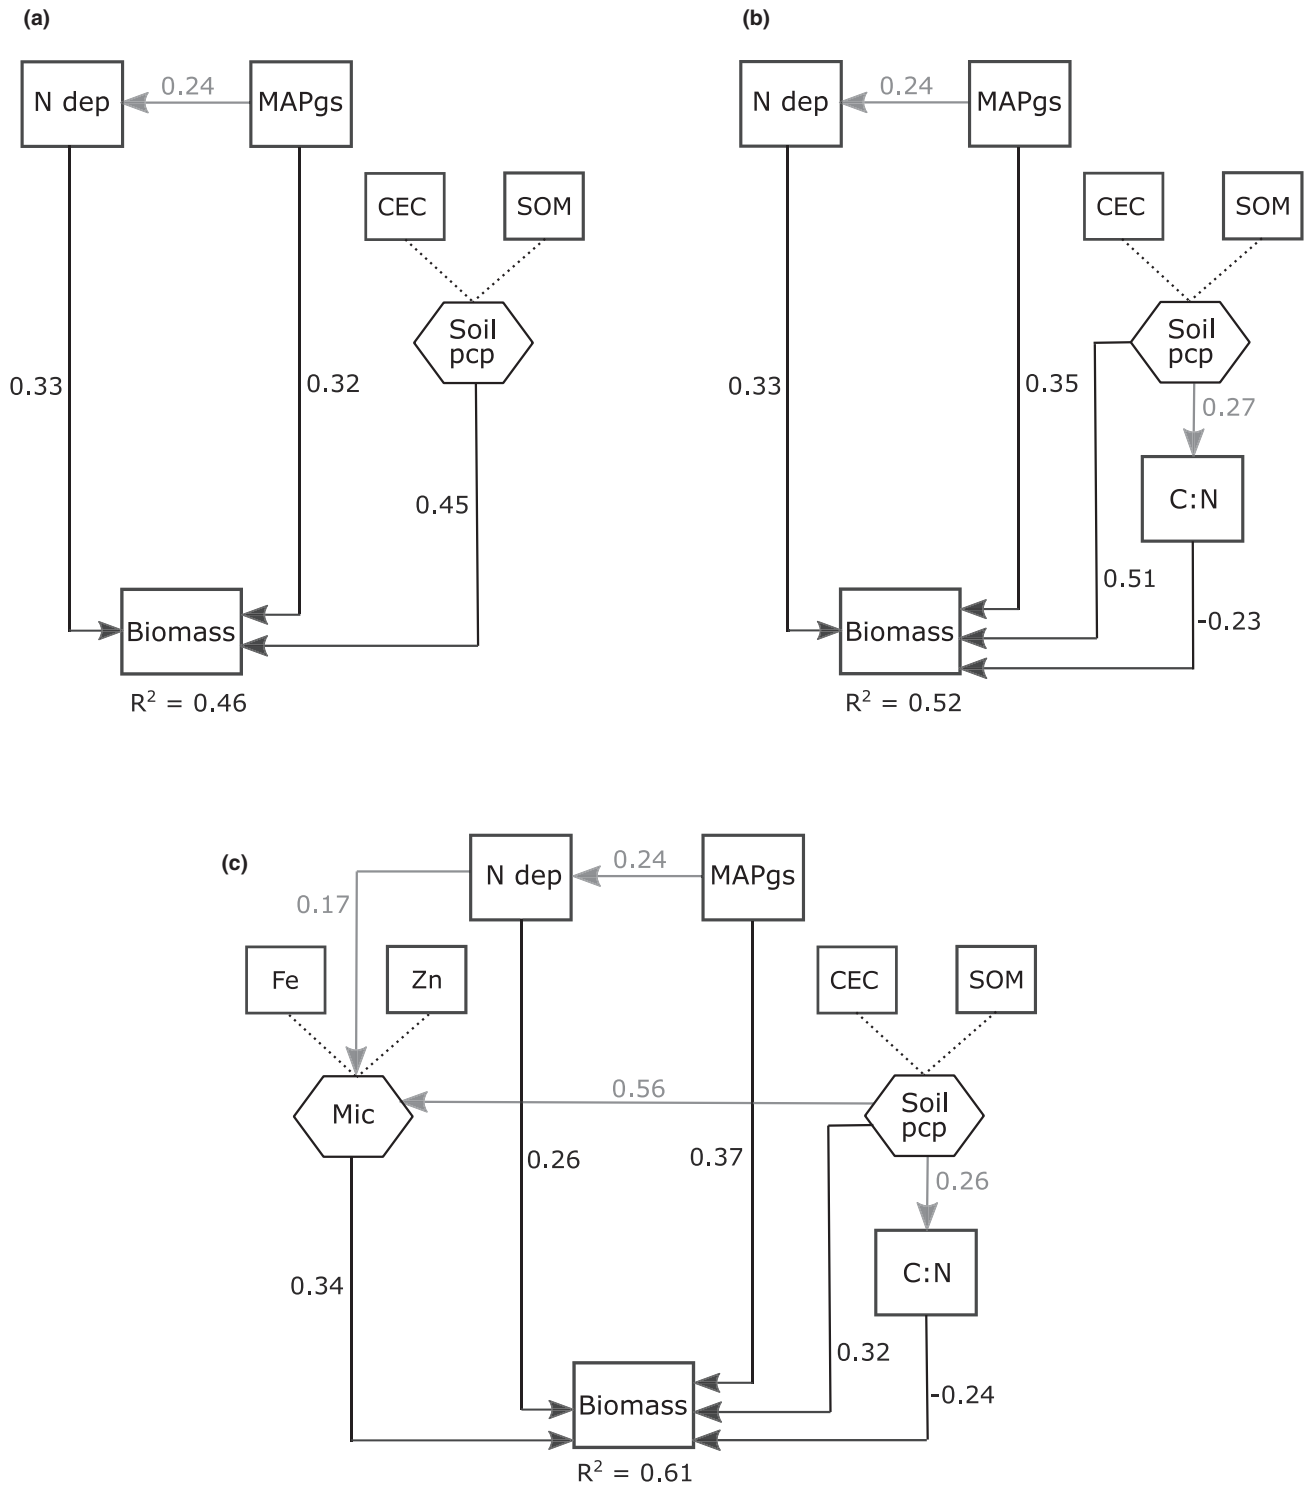 (a)
N dep
0.24
MAPgs
CEC
SOM
Soil
pcp
0.33
0.32
0.45
Biomass
R² = 0.46
(b)
N dep
0.24
MAPgs
CEC
SOM
Soil
pcp
0.33
0.35
0.27
C:N
0.51
-0.23
Biomass
R² = 0.52
(c)
N dep
0.24
MAPgs
0.17
Fe
Zn
CEC
SOM
Mic
0.56
Soil
pcp
0.26
0.37
0.26
C:N
0.34
0.32
-0.24
Biomass
R² = 0.61